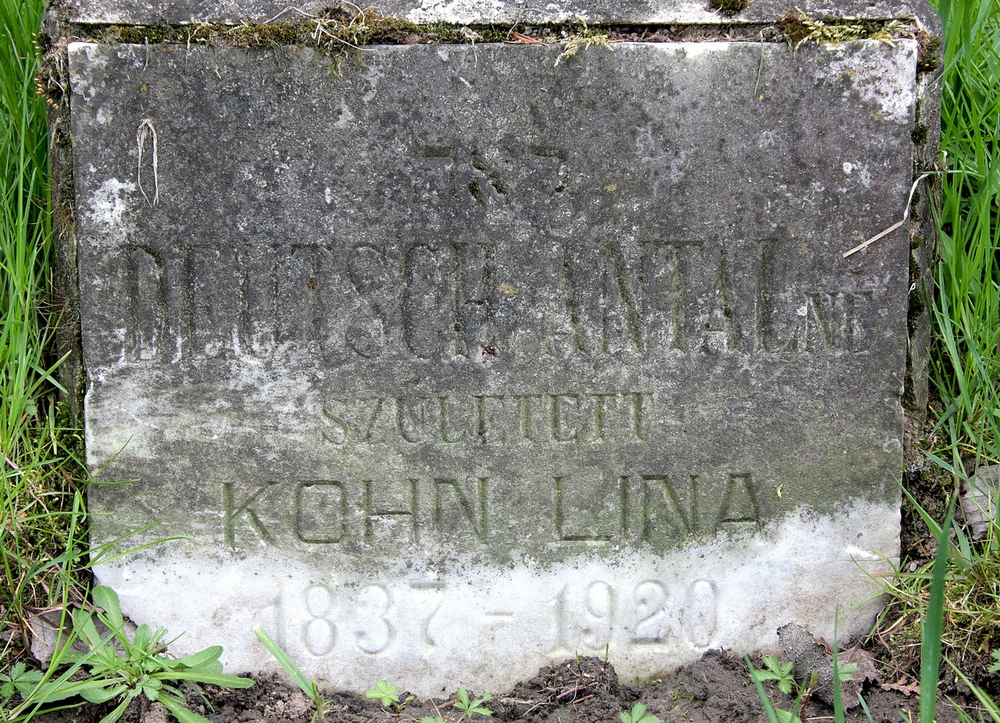 DEUTSCH ANTALNÉ
SZÜLETETT
KOHN LINA
1837 - 1920